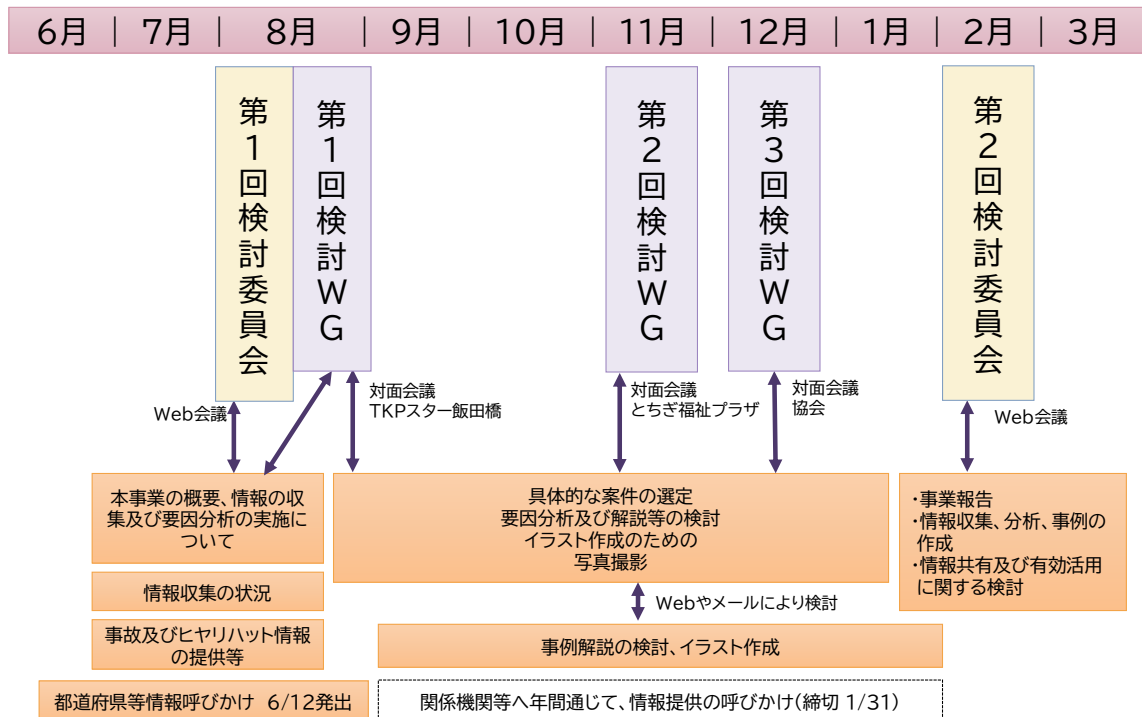 6月 | 7月 | 8月 | 9月 | 10月 | 11月 | 12月 | 1月 | 2月 | 3月
第1回検討委員会
第1回検討WG
第2回検討WG
第3回検討WG
第2回検討委員会
Web会議
対面会議
TKPスター飯田橋
対面会議
とちぎ福祉プラザ
対面会議
協会
Web会議
本事業の概要、情報の収
集及び要因分析の実施に
ついて
情報収集の状況
事故及びヒヤリハット情報
の提供等
都道府県等情報呼びかけ 6/12発出
具体的な案件の選定
要因分析及び解説等の検討
イラスト作成のための
写真撮影
Webやメールにより検討
事例解説の検討、イラスト作成
関係機関等へ年間通じて、情報提供の呼びかけ(締切 1/31)
・事業報告
・情報収集、分析、事例の
作成
・情報共有及び有効活用
に関する検討